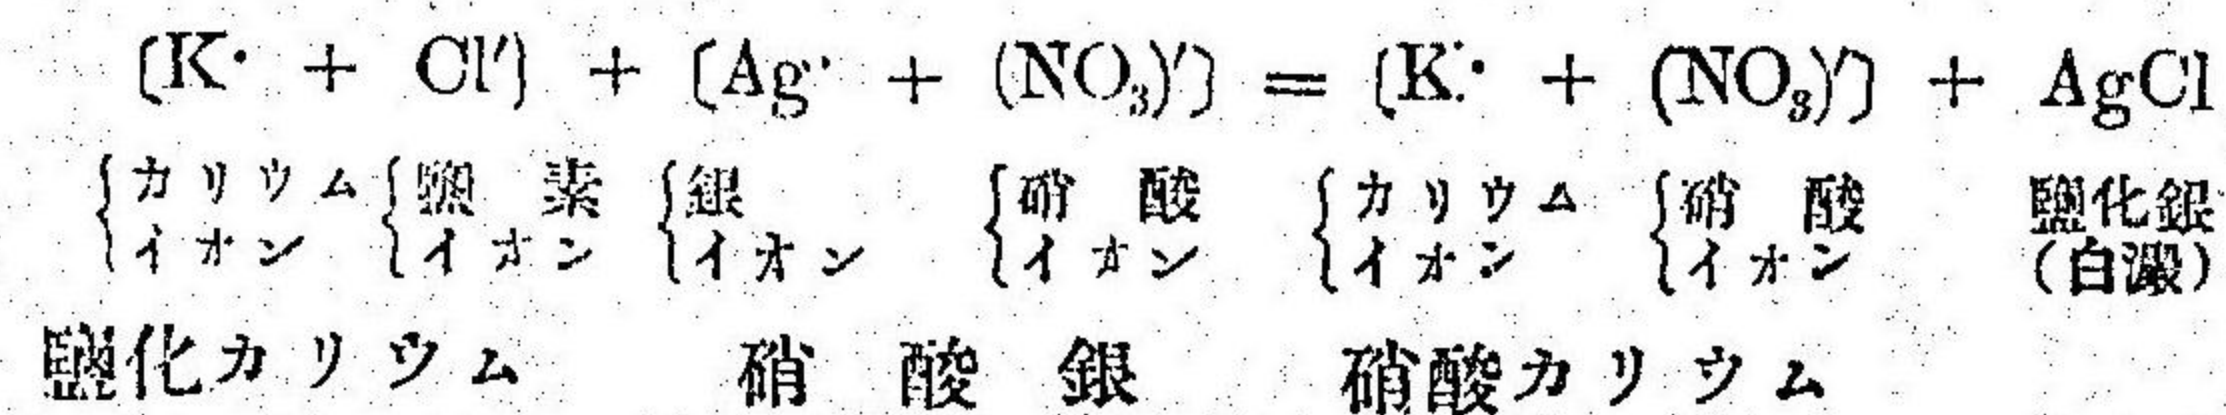 [K· + Cl′] + [Ag· + (NO₃)′] = [K· + (NO₃)′] + AgCl
カリウム 鹽素 銀 硝酸 カリウム 硝酸 鹽化銀
イオン イオン イオン イオン イオン イオン (白澱)
鹽化カリウム 硝酸銀 硝酸カリウム